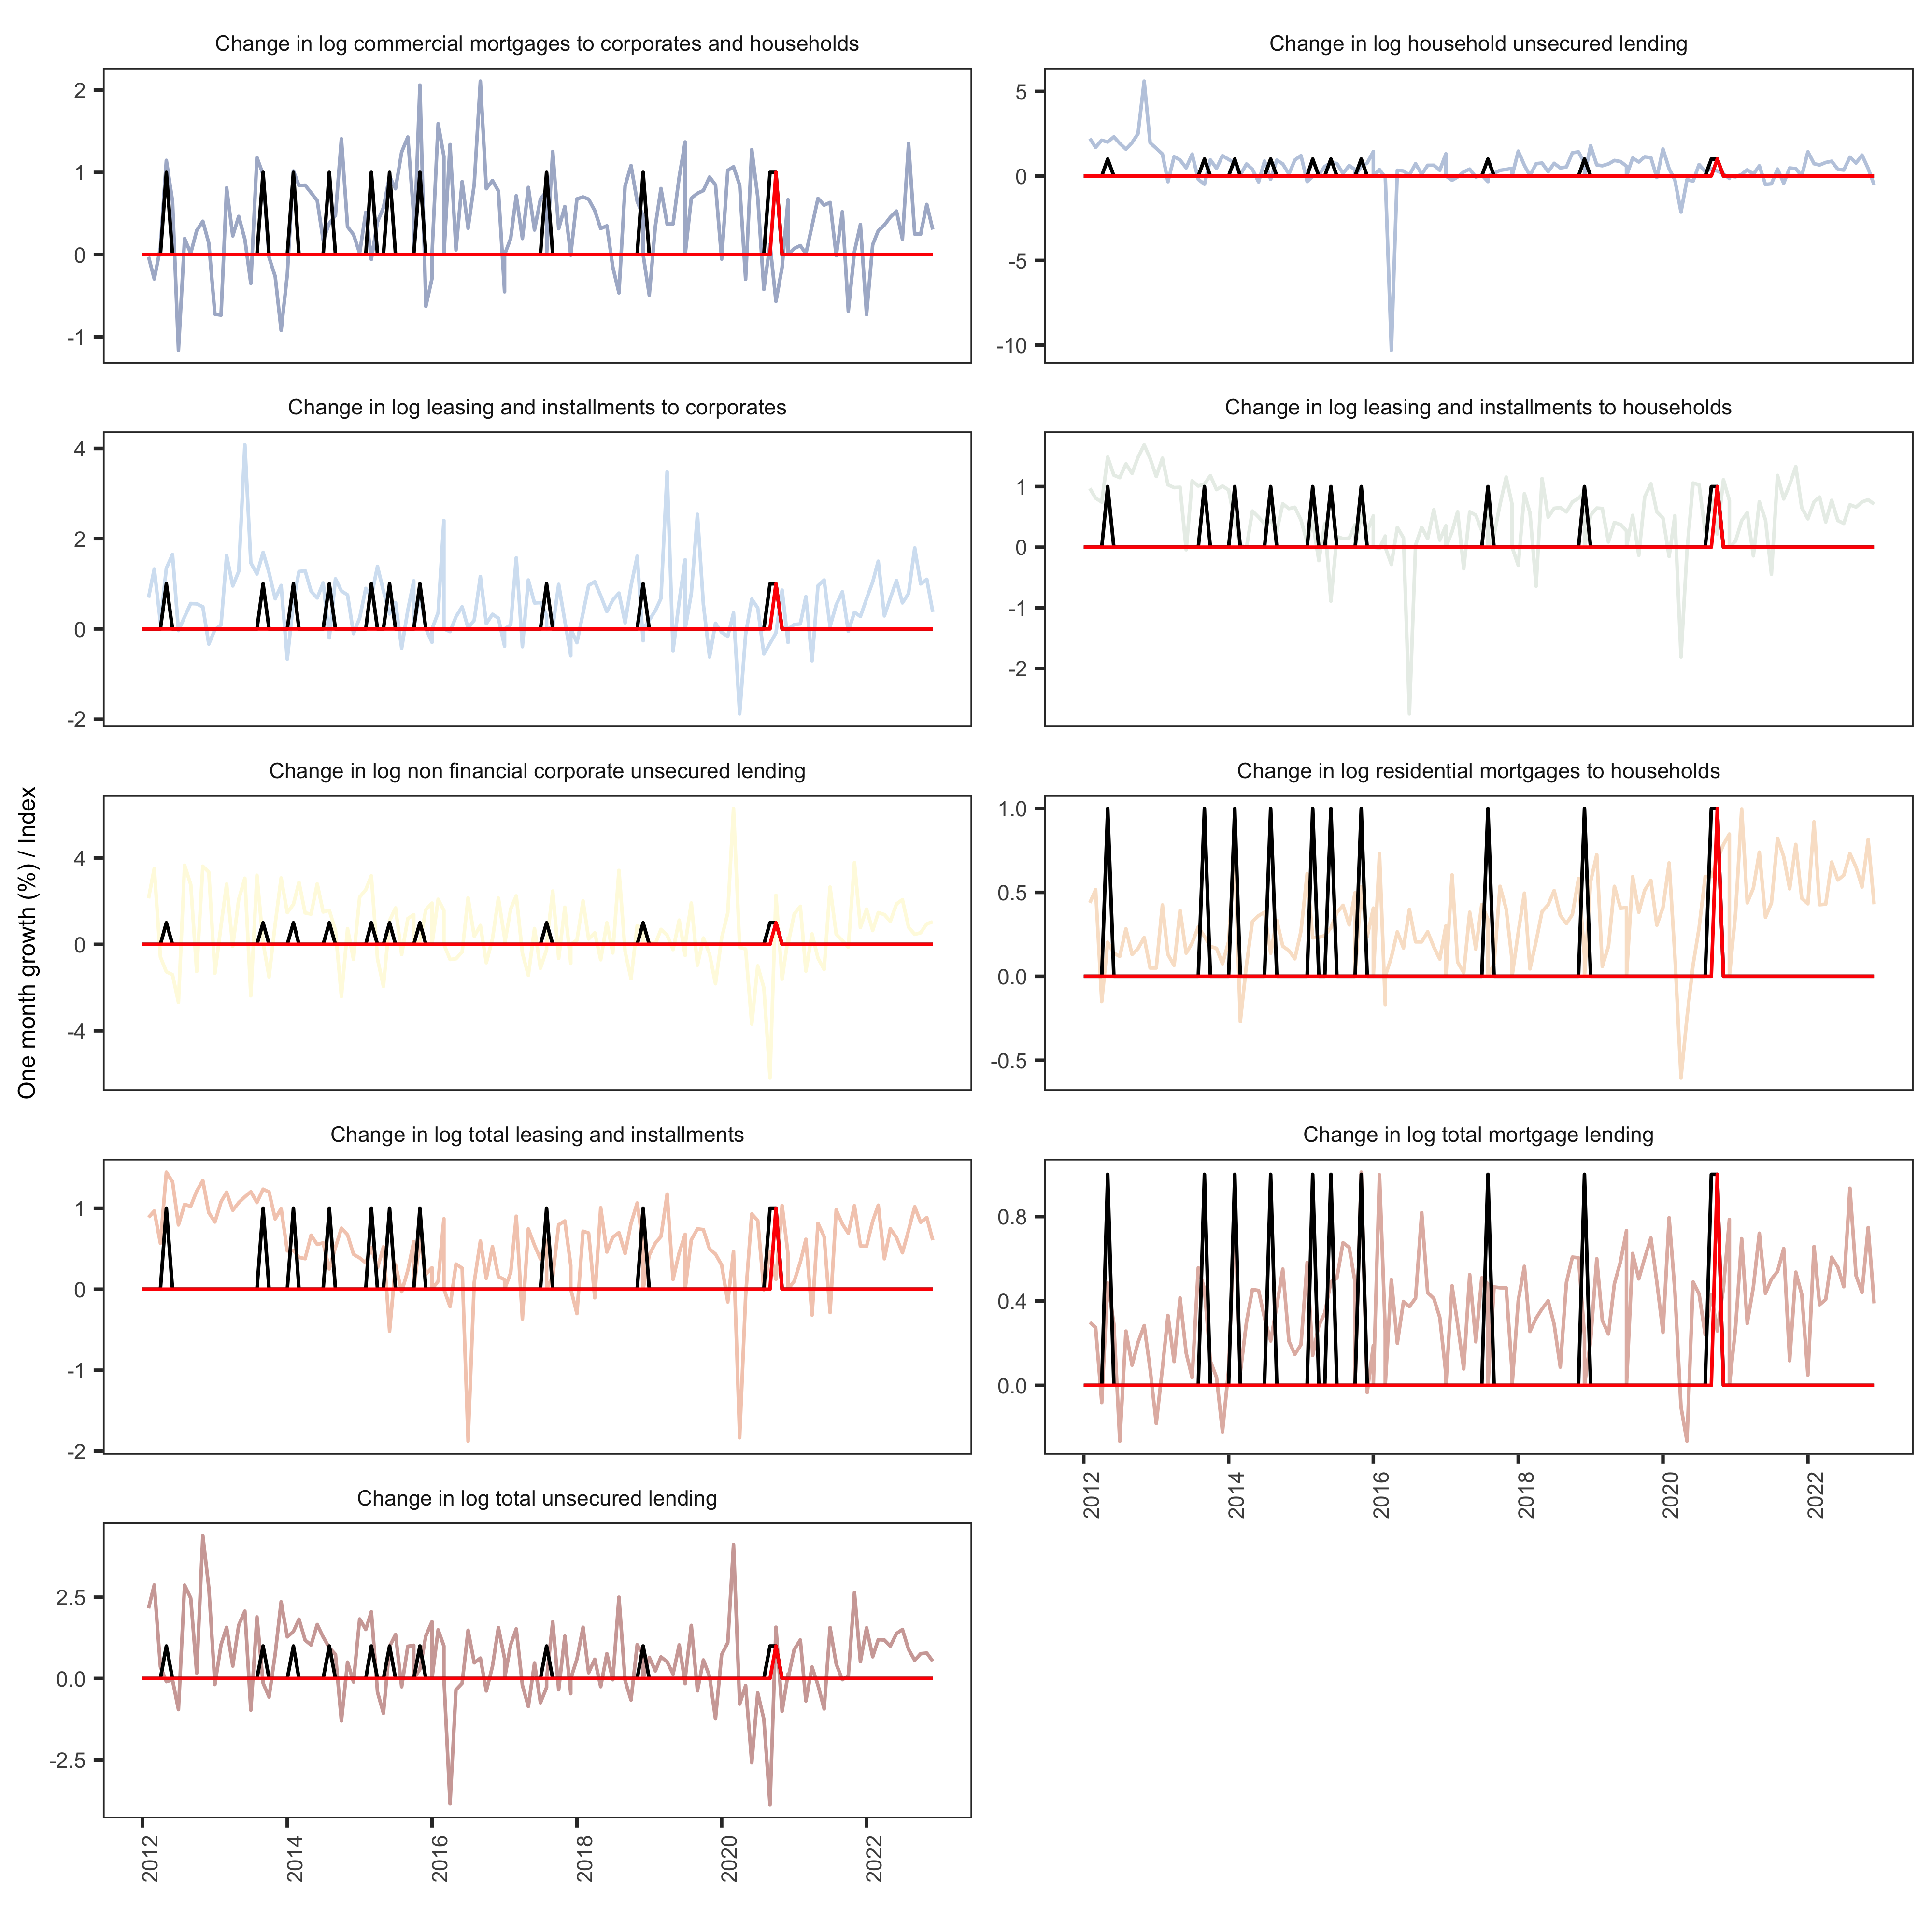 Change in log commercial mortgages to corporates and households
2
1
0
-1
Change in log household unsecured lending
5
0
-5
-10
Change in log leasing and installments to corporates
4
2
0
-2
Change in log leasing and installments to households
1
0
-1
-2
One month growth (%) / Index
Change in log non financial corporate unsecured lending
4
0
-4
Change in log residential mortgages to households
1.0
0.5
0.0
-0.5
Change in log total leasing and installments
1
0
-1
-2
Change in log total mortgage lending
0.8
0.4
0.0
2012 2014 2016 2018 2020 2022
Change in log total unsecured lending
2.5
0.0
-2.5
2012 2014 2016 2018 2020 2022